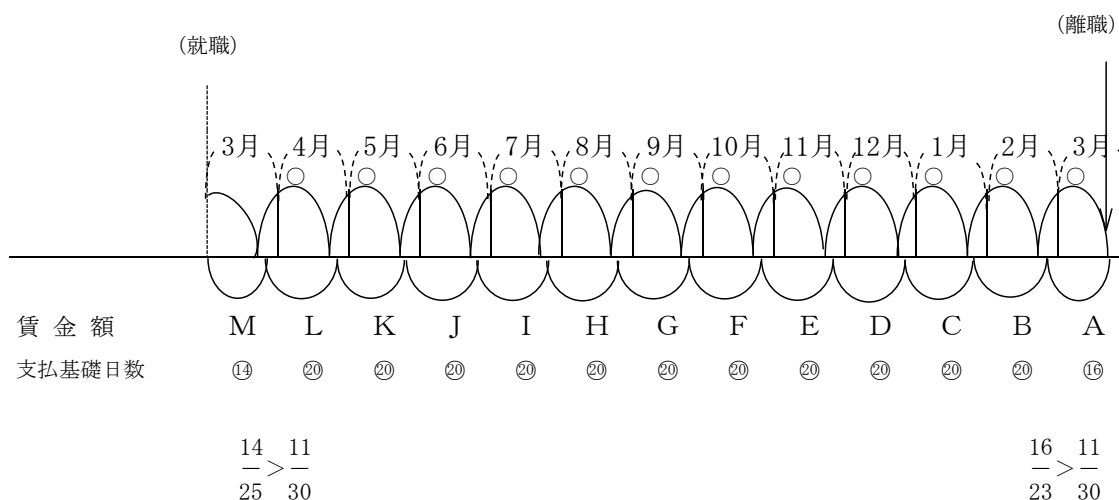 (離職)
(就職)
3月 4月 5月 6月 7月 8月 9月 10月 11月 12月 1月 2月 3月
○ ○ ○ ○ ○ ○ ○ ○ ○ ○ ○ ○
賃金額 M L K J I H G F E D C B A
支払基礎日数 ⑭ ⑳ ⑳ ⑳ ⑳ ⑳ ⑳ ⑳ ⑳ ⑳ ⑳ ⑳ ⑯
14/25 > 11/30 16/23 > 11/30